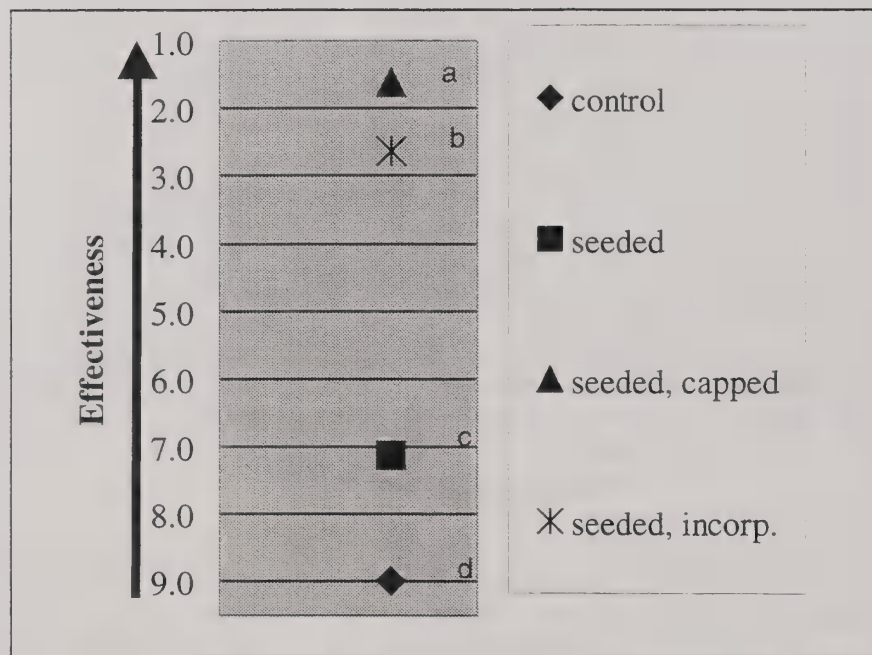 Effectiveness
1.0
2.0
3.0
4.0
5.0
6.0
7.0
8.0
9.0
a
b
c
d
control
seeded
seeded, capped
seeded, incorp.